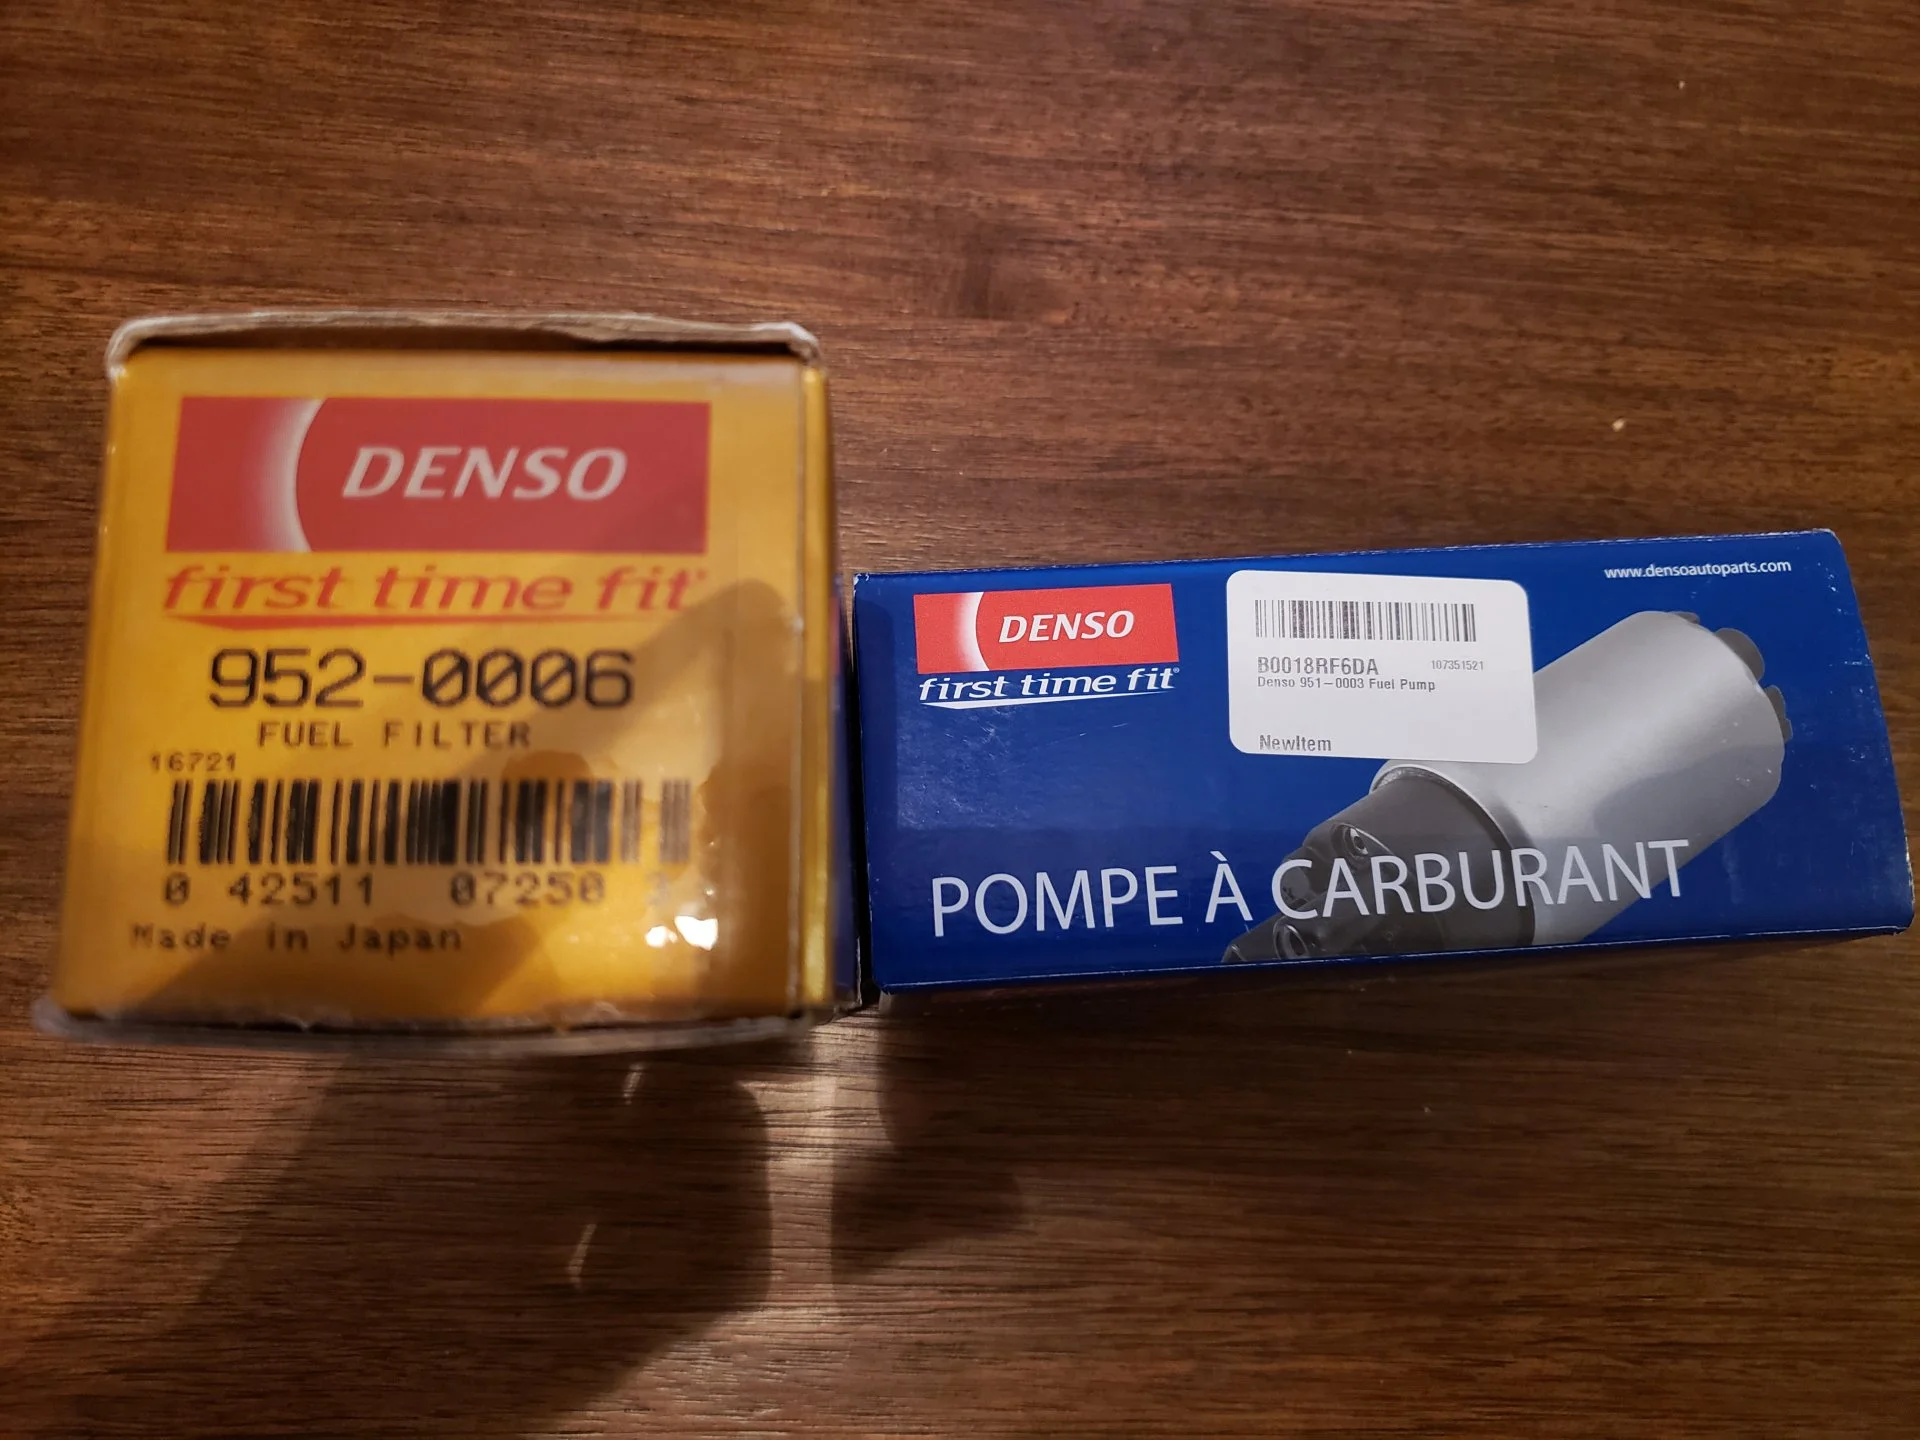 DENSO
first time fit®
952-0006
FUEL FILTER
16721
0 42511 07250
Made in Japan
DENSO
first time fit®
B0018RF6DA 107351521
Denso 951-0003 Fuel Pump
NewItem
www.densoautoparts.com
POMPE À CARBURANT